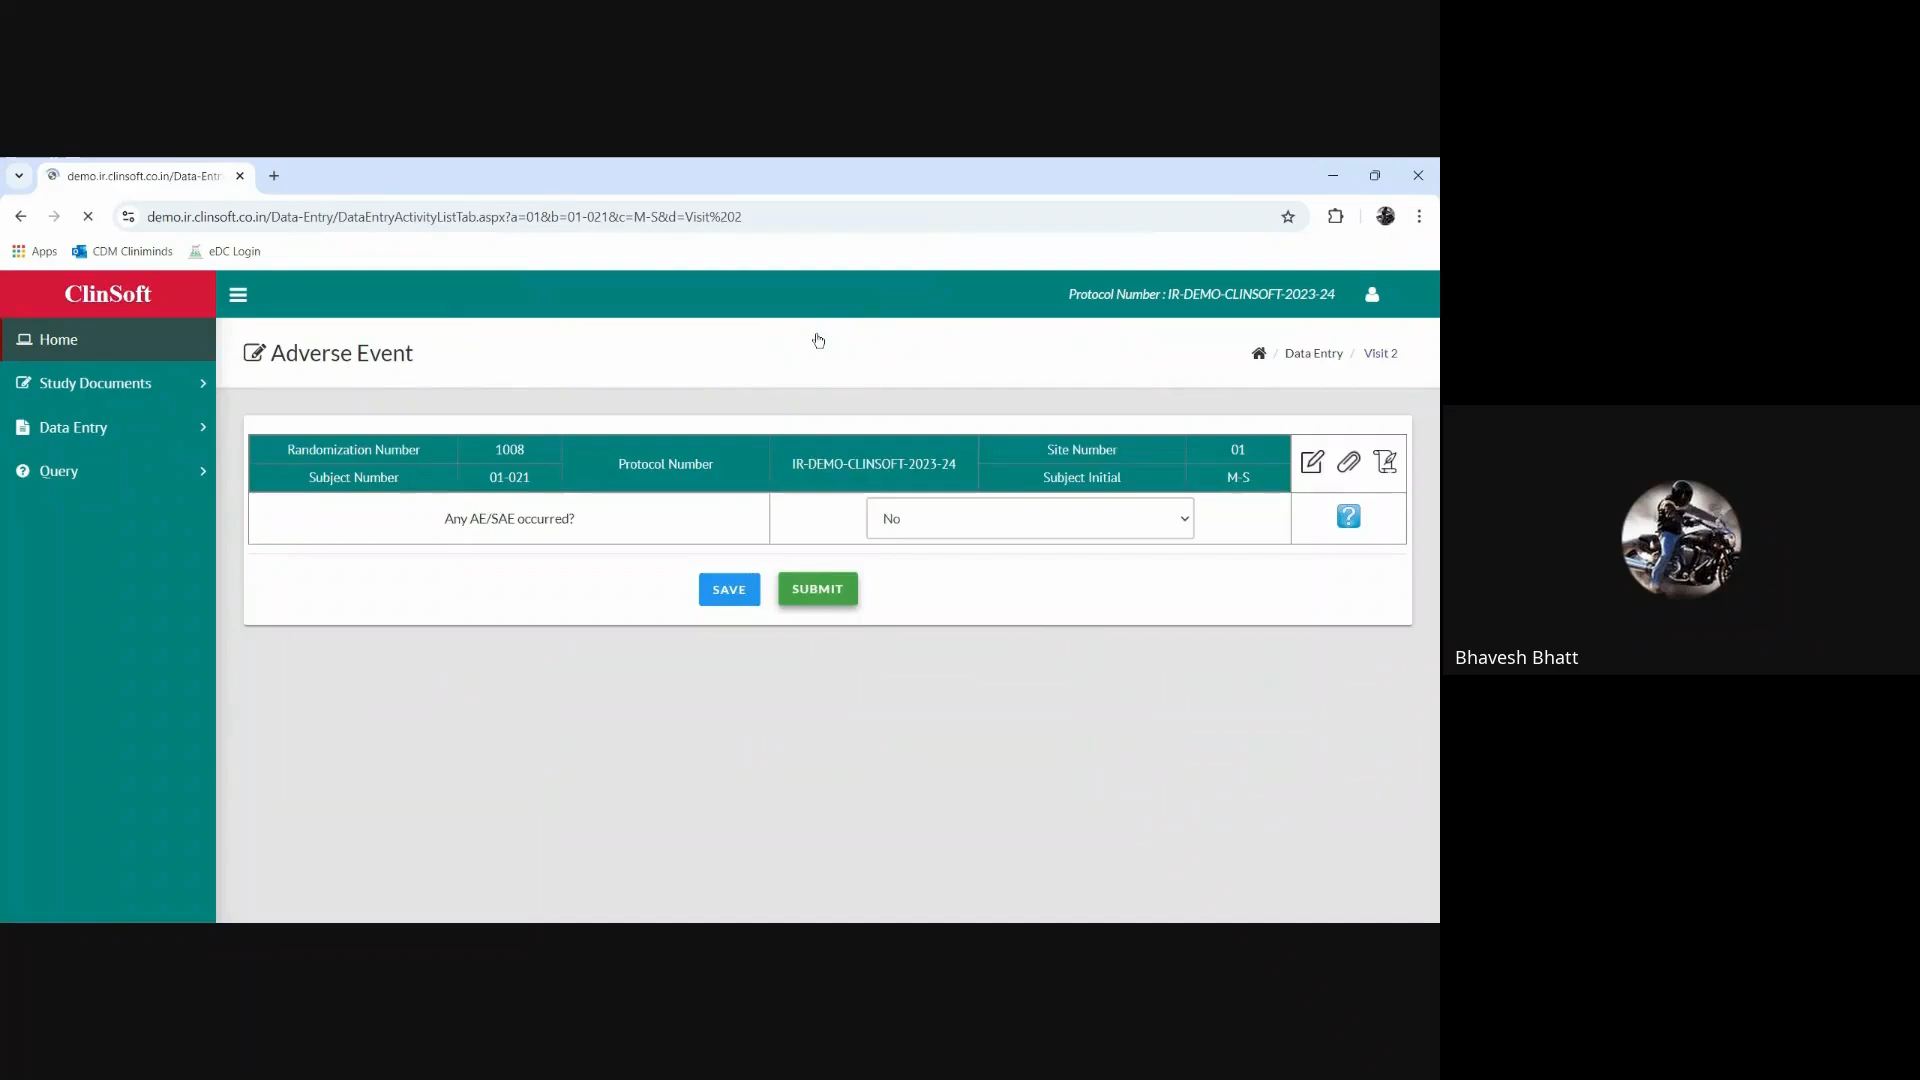 demo.ir.clinsoft.co.in/Data-Entr
demo.ir.clinsoft.co.in/Data-Entry/DataEntryActivityListTab.aspx?a=01&b=01-021&c=M-S&d=Visit%202
Apps
CDM Cliniminds
eDC Login
ClinSoft
Protocol Number : IR-DEMO-CLINSOFT-2023-24
Home
Study Documents
Data Entry
Query
Adverse Event
Data Entry / Visit 2
Randomization Number 1008 Protocol Number IR-DEMO-CLINSOFT-2023-24 Site Number 01
Subject Number 01-021 Subject Initial M-S
Any AE/SAE occurred? No
SAVE SUBMIT
Bhavesh Bhatt